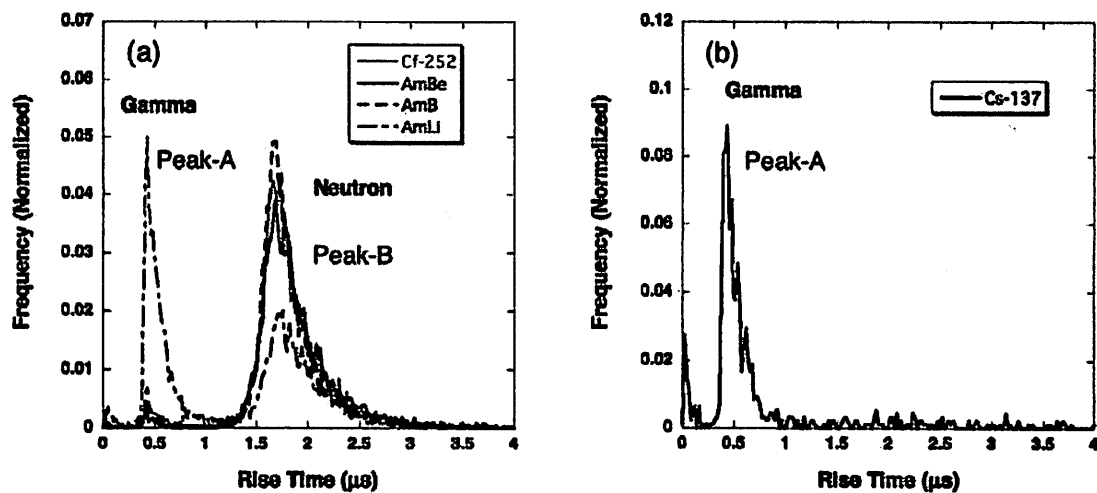 (a)
Cf-252
AmBe
AmB
AmLi
Gamma
Peak-A
Neutron
Peak-B
Frequency (Normalized)
0.07
0.06
0.05
0.04
0.03
0.02
0.01
0
0 0.5 1 1.5 2 2.5 3 3.5 4
Rise Time (µs)
(b)
Cs-137
Gamma
Peak-A
Frequency (Normalized)
0.12
0.1
0.08
0.06
0.04
0.02
0
0 0.5 1 1.5 2 2.5 3 3.5 4
Rise Time (µs)